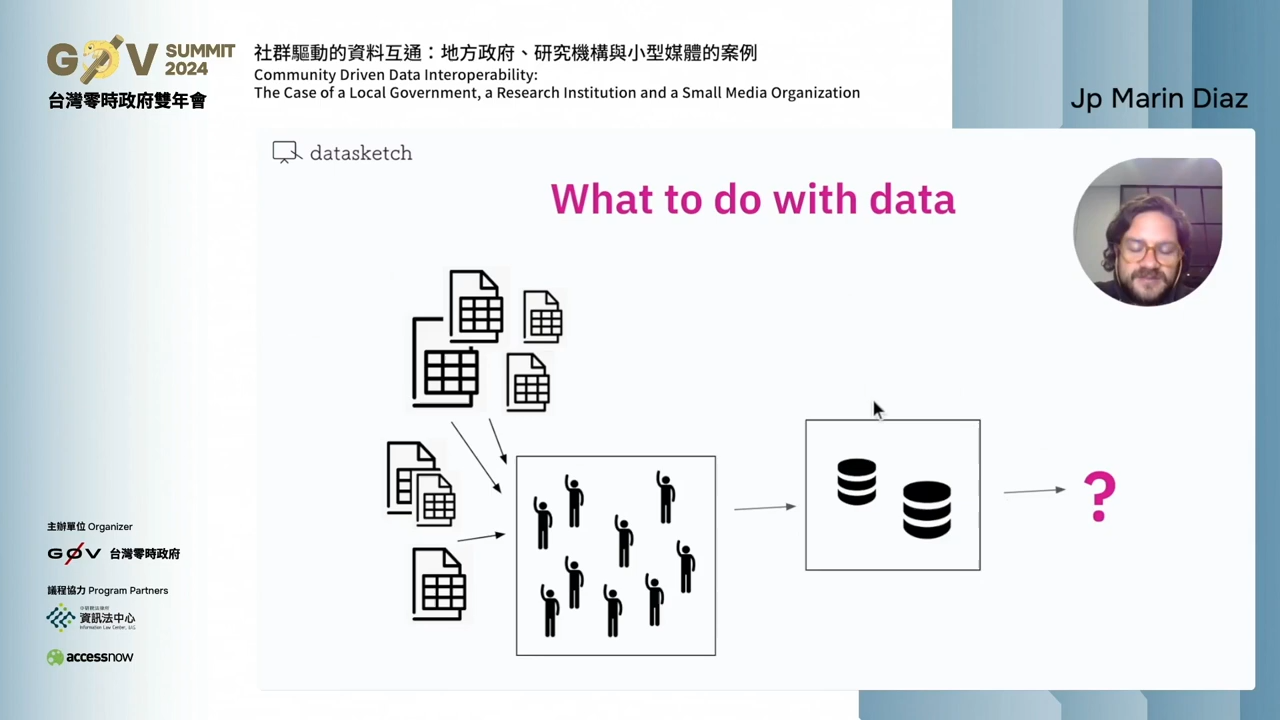 G0V SUMMIT 2024
台灣零時政府雙年會
社群驅動的資料互通：地方政府、研究機構與小型媒體的案例
Community Driven Data Interoperability:
The Case of a Local Government, a Research Institution and a Small Media Organization
Jp Marin Diaz
datasketch
What to do with data
?
主辦單位 Organizer
G0V 台灣零時政府
議程協力 Program Partners
資訊法中心
accessnow